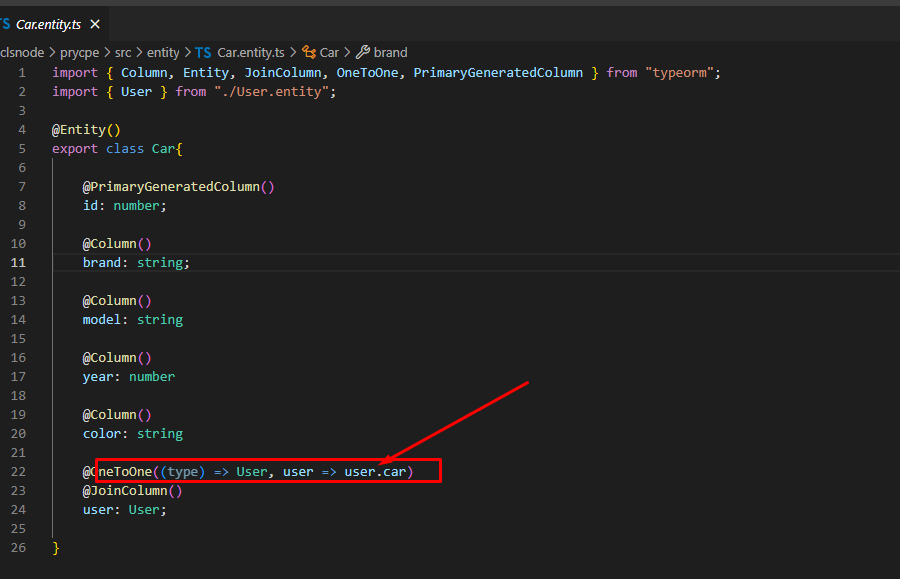 TS Car.entity.ts ×
clsnode > prycpe > src > entity > TS Car.entity.ts > Car > brand
1 import { Column, Entity, JoinColumn, OneToOne, PrimaryGeneratedColumn } from "typeorm";
2 import { User } from "./User.entity";
3
4 @Entity()
5 export class Car{
6
7 @PrimaryGeneratedColumn()
8 id: number;
9
10 @Column()
11 brand: string;
12
13 @Column()
14 model: string
15
16 @Column()
17 year: number
18
19 @Column()
20 color: string
21
22 @OneToOne((type) => User, user => user.car)
23 @JoinColumn()
24 user: User;
25
26 }